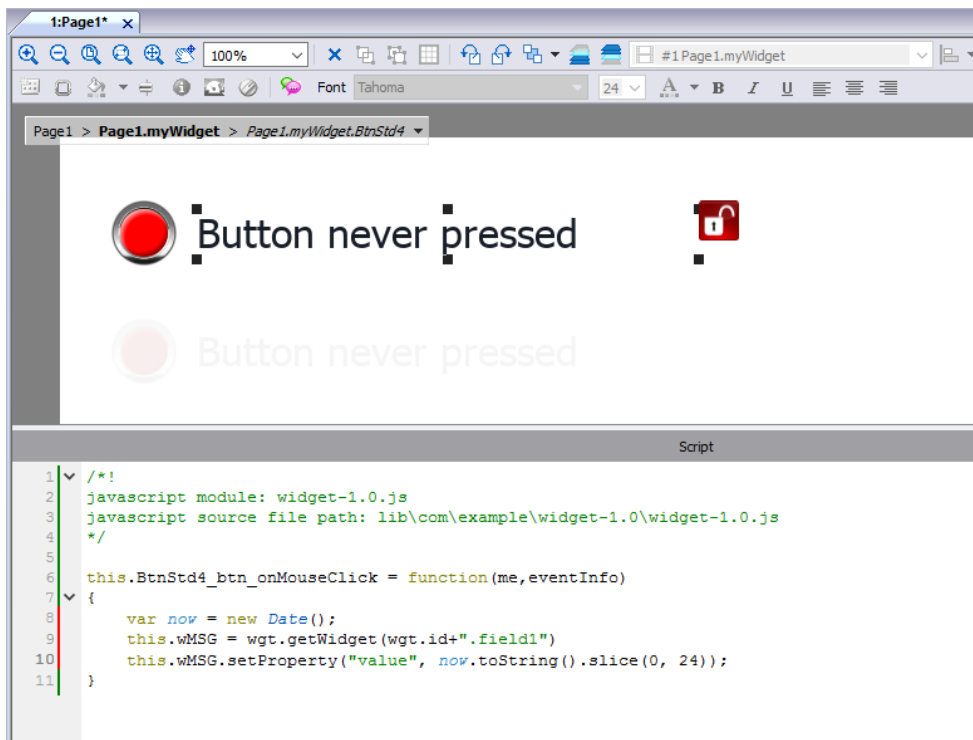 1:Page1* x
100% #1 Page1.myWidget
Font Tahoma 24 A B I U
Page1 > Page1.myWidget > Page1.myWidget.BtnStd4
Button never pressed
Button never pressed
Script
1 /*!
2 javascript module: widget-1.0.js
3 javascript source file path: lib\com\example\widget-1.0\widget-1.0.js
4 */
5
6 this.BtnStd4_btn_onMouseClick = function(me,eventInfo)
7 {
8 var now = new Date();
9 this.wMSG = wgt.getWidget(wgt.id+".field1")
10 this.wMSG.setProperty("value", now.toString().slice(0, 24));
11 }